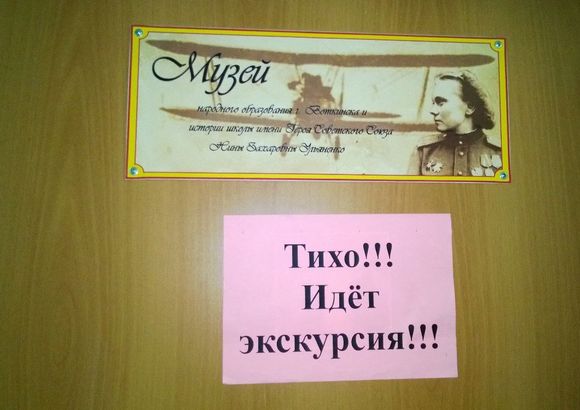 Музей
народного образования г. Воткинска и
истории школы имени Героя Советского Союза
Нины Захаровны Ульяненко
Тихо!!!
Идёт
экскурсия!!!